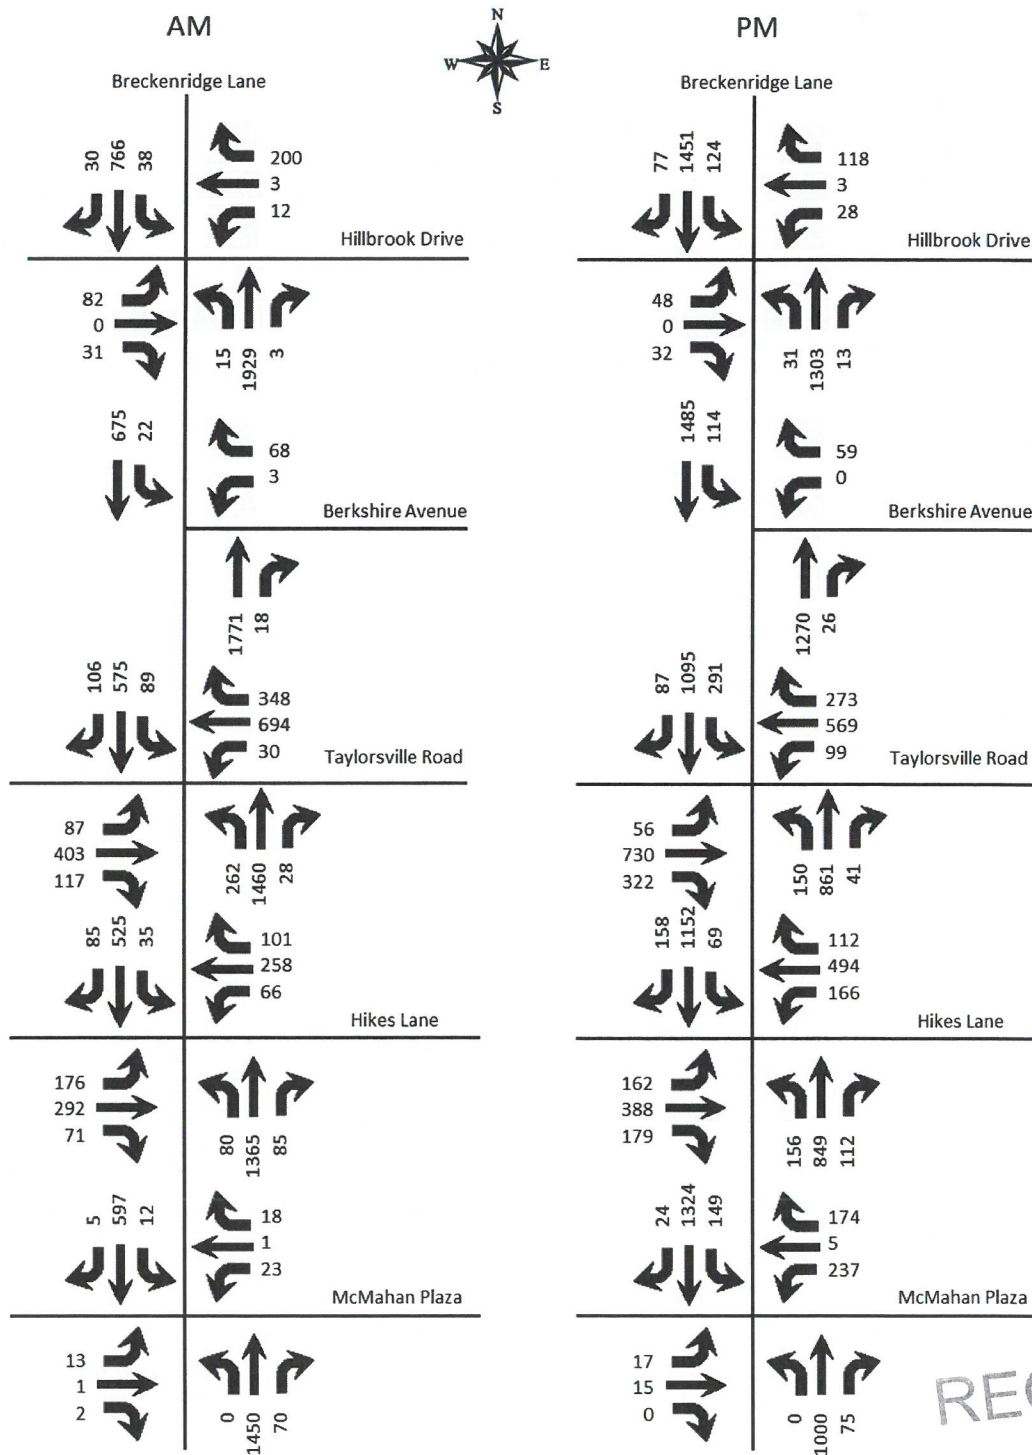 AM
PM
N
W E
S
Breckenridge Lane
Breckenridge Lane
30 766 38
200
3
12
77 1451 124
118
3
28
Hillbrook Drive
Hillbrook Drive
82
0
31
15 1929 3
48
0
32
31 1303 13
675 22
68
3
1485 114
59
0
Berkshire Avenue
Berkshire Avenue
1771 18
1270 26
106 575 89
348
694
30
87 1095 291
273
569
99
Taylorsville Road
Taylorsville Road
87
403
117
262 1460 28
56
730
322
150 861 41
85 525 35
101
258
66
158 1152 69
112
494
166
Hikes Lane
Hikes Lane
176
292
71
80 1365 85
162
388
179
156 849 112
5 597 12
18
1
23
24 1324 149
174
5
237
McMahan Plaza
McMahan Plaza
13
1
2
0 1450 70
17
15
0
0 1000 75